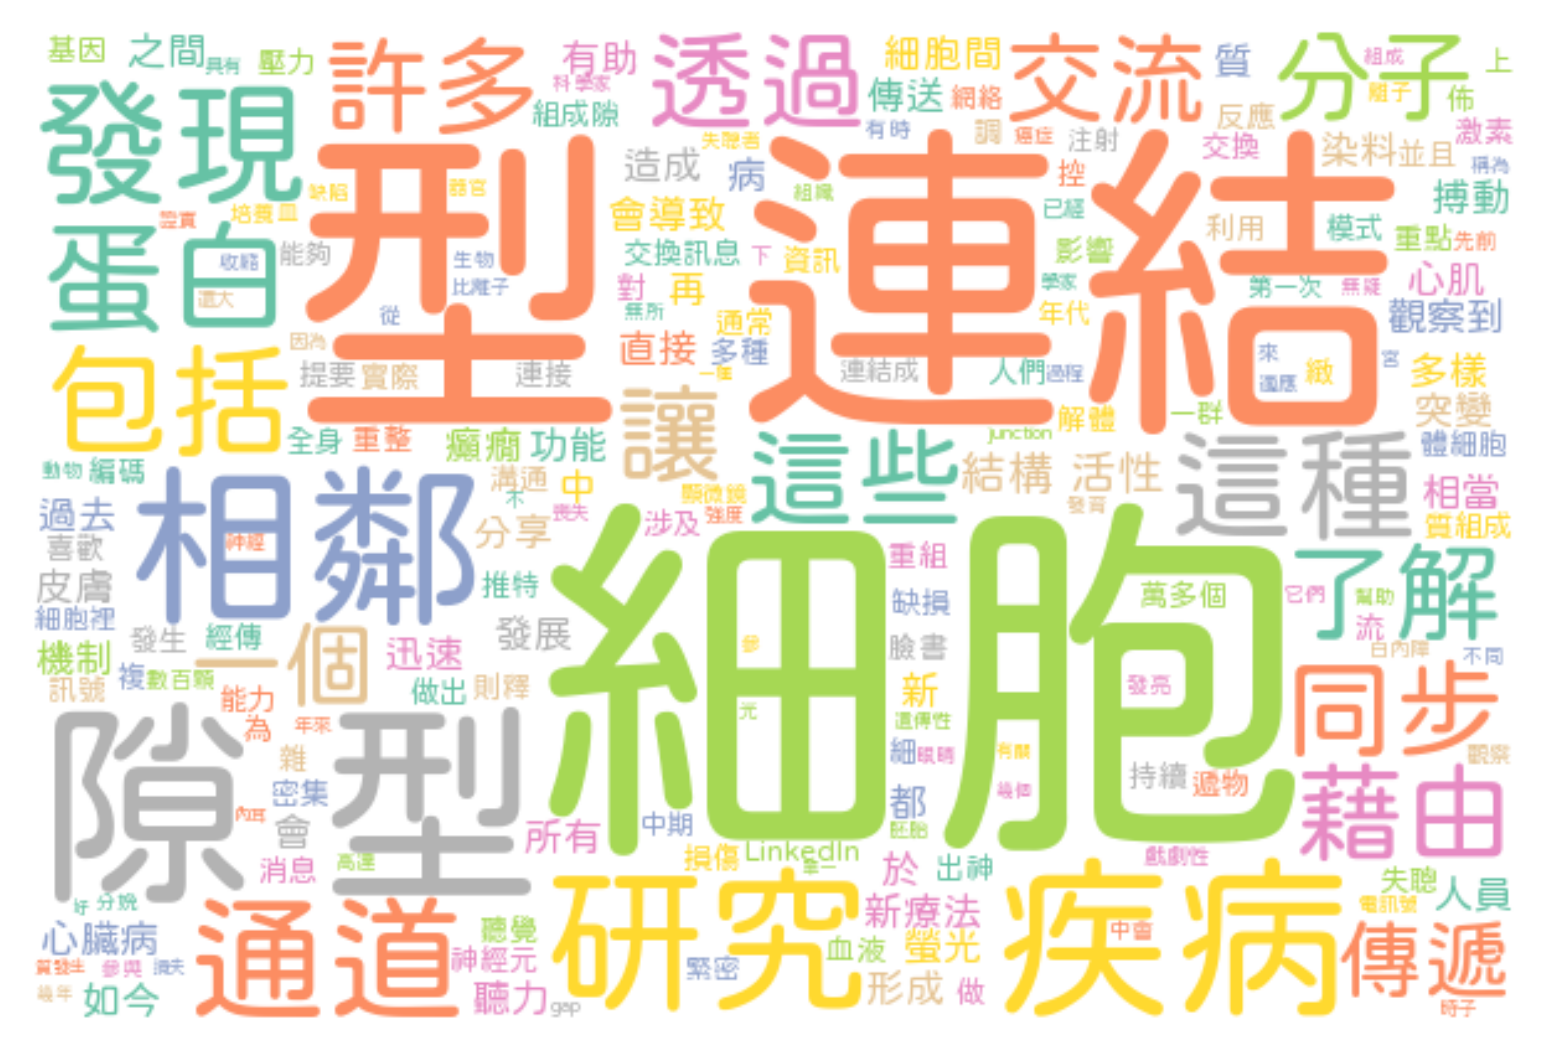 基因
之間
具有
壓力
許多
有助
科學家
組成隙
透過
細胞間
傳送
網絡
交流
質
分子
組成
離子
上
佈
發現
有時
調
癌症
注射
反應
交換
染料
並且
激素
稱為
失聰者
造成
病
組織
控
搏動
型
連結
缺陷
器官
培養皿
證實
蛋白
收縮
還大
能夠
生物
比離子
從
會導致
交換訊息
下
資訊
已經
影響
學家
利用
模式
重點
先前
心肌
第一次
無疑
觀察到
對
再
無所
通常
年代
直接
多種
因為
提要
實際
連接
一種
連結成
人們
過程
來
適應
緻
宮
多樣
突變
包括
全身
重整
癲癇
功能
讓
解體
一群
junction
這些
結構
活性
這種
體細胞
相當
質組成
動物
編碼
過去
喜歡
皮膚
細胞裡
相鄰
神經
溝通
不
中
喪失
分享
顯微鏡
強度
涉及
發育
推特
細胞
重組
缺損
臉書
萬多個
它們
幫助
流
了解
白內障
不同
機制
訊號
發生
經傳
複
數百顆
一個
迅速
發展
能力
做出
則釋
為
年來
參
光
新
遺傳性
細
眼睛
發亮
有關
幾個
持續
遞物
同步
觀察
隙型
雜
密集
內耳
會
消息
高達
所有
中期
都
胚胎
藉由
損傷
LinkedIn
第一
於
出神
戲劇性
失聰
人員
電訊號
好
分娩
心臟病
質發生
參與
損失
幾年
如今
通道
聽覺
神經元
聽力
gap
研究
緊密
血液
新療法
螢光
形成
做
疾病
中會
傳遞
時子